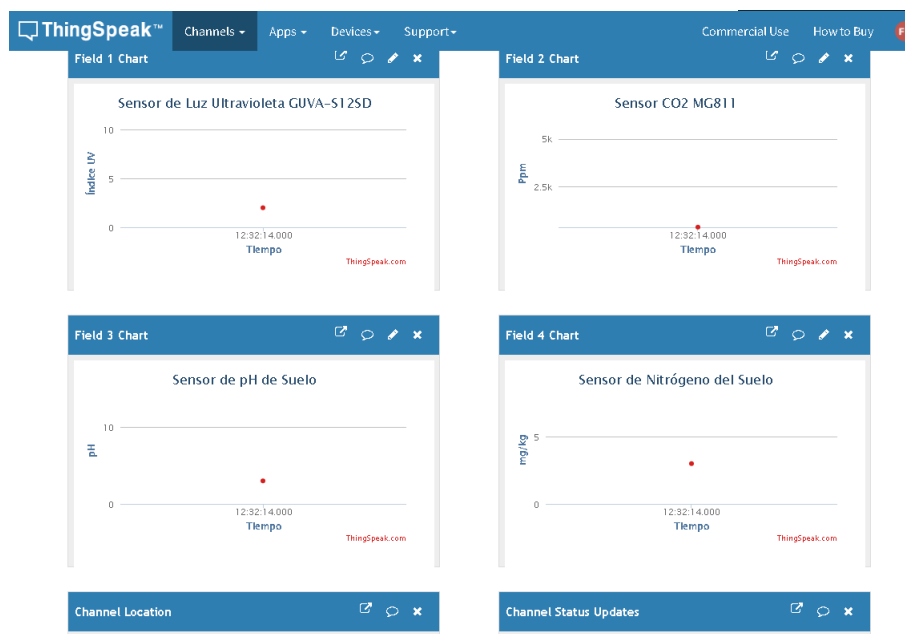 ThingSpeak™ Channels Apps Devices Support Commercial Use How to Buy F
Field 1 Chart
Sensor de Luz Ultravioleta GUVA-S12SD
10
5
0
Índice UV
12:32:14.000
Tiempo
ThingSpeak.com
Field 2 Chart
Sensor CO2 MG811
5k
2.5k
Ppm
12:32:14.000
Tiempo
ThingSpeak.com
Field 3 Chart
Sensor de pH de Suelo
10
0
pH
12:32:14.000
Tiempo
ThingSpeak.com
Field 4 Chart
Sensor de Nitrógeno del Suelo
5
0
mg/kg
12:32:14.000
Tiempo
ThingSpeak.com
Channel Location
Channel Status Updates